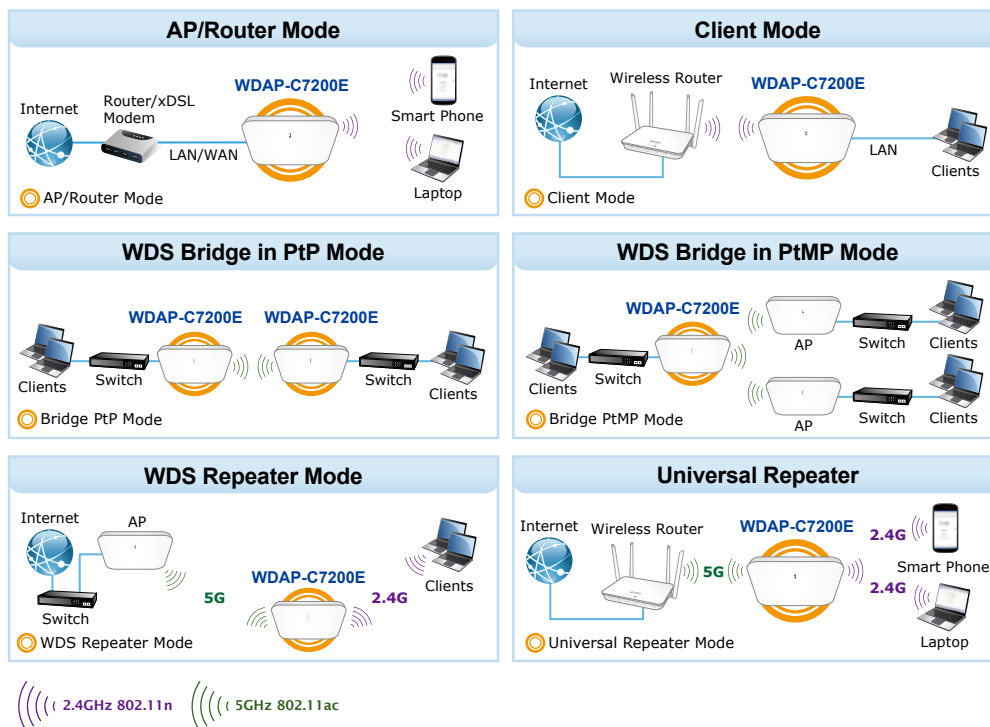 AP/Router Mode
WDAP-C7200E
Internet
Router/xDSL
Modem
Smart Phone
LAN/WAN
Laptop
AP/Router Mode
Client Mode
Wireless Router
WDAP-C7200E
Internet
LAN
Clients
Client Mode
WDS Bridge in PtP Mode
WDAP-C7200E
WDAP-C7200E
Clients
Switch
Switch
Clients
Bridge PtP Mode
WDS Bridge in PtMP Mode
WDAP-C7200E
AP
Switch
Clients
Clients
Switch
AP
Switch
Clients
Bridge PtMP Mode
WDS Repeater Mode
Internet
AP
WDAP-C7200E
Clients
5G
2.4G
Switch
WDS Repeater Mode
Universal Repeater
Internet
Wireless Router
WDAP-C7200E
2.4G
Smart Phone
5G
2.4G
Laptop
Universal Repeater Mode
2.4GHz 802.11n
5GHz 802.11ac